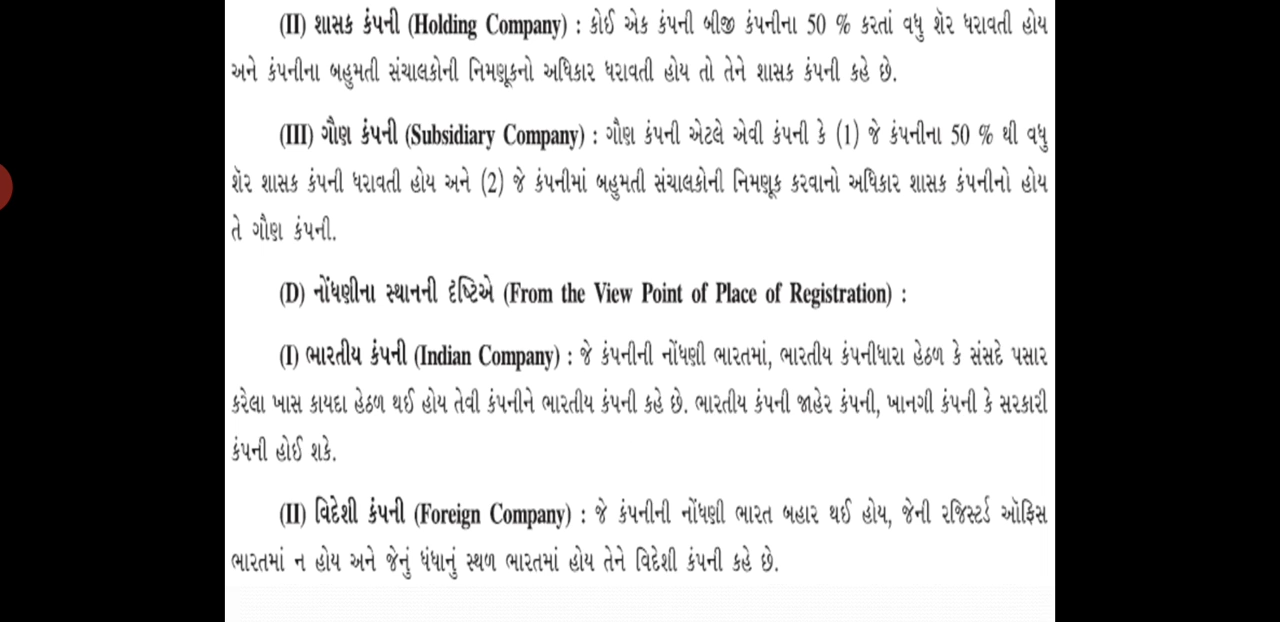 (II) શાસક કંપની (Holding Company) : કોઈ એક કંપની બીજી કંપનીના 50 % કરતાં વધુ શૅર ધરાવતી હોય
અને કંપનીના બહુમતી સંચાલકોની નિમણૂકનો અધિકાર ધરાવતી હોય તો તેને શાસક કંપની કહે છે.
(III) ગૌણ કંપની (Subsidiary Company) : ગૌણ કંપની એટલે એવી કંપની કે (1) જે કંપનીના 50 % થી વધુ
શૅર શાસક કંપની ધરાવતી હોય અને (2) જે કંપનીમાં બહુમતી સંચાલકોની નિમણૂક કરવાનો અધિકાર શાસક કંપનીનો હોય
તે ગૌણ કંપની.
(D) નોંધણીના સ્થાનની દૃષ્ટિએ (From the View Point of Place of Registration) :
(I) ભારતીય કંપની (Indian Company) : જે કંપનીની નોંધણી ભારતમાં, ભારતીય કંપનીધારા હેઠળ કે સંસદે પસાર
કરેલા ખાસ કાયદા હેઠળ થઈ હોય તેવી કંપનીને ભારતીય કંપની કહે છે. ભારતીય કંપની જાહેર કંપની, ખાનગી કંપની કે સરકારી
કંપની હોઈ શકે.
(II) વિદેશી કંપની (Foreign Company) : જે કંપનીની નોંધણી ભારત બહાર થઈ હોય, જેની રજિસ્ટર્ડ ઑફિસ
ભારતમાં ન હોય અને જેનું ધંધાનું સ્થળ ભારતમાં હોય તેને વિદેશી કંપની કહે છે.